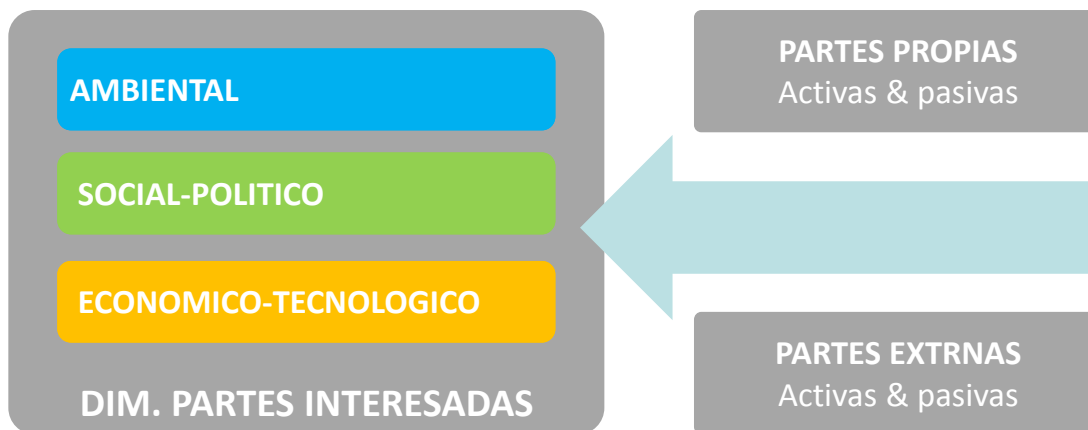 AMBIENTAL
SOCIAL-POLITICO
ECONOMICO-TECNOLOGICO
DIM. PARTES INTERESADAS
PARTES PROPIAS
Activas & pasivas
PARTES EXTRNAS
Activas & pasivas